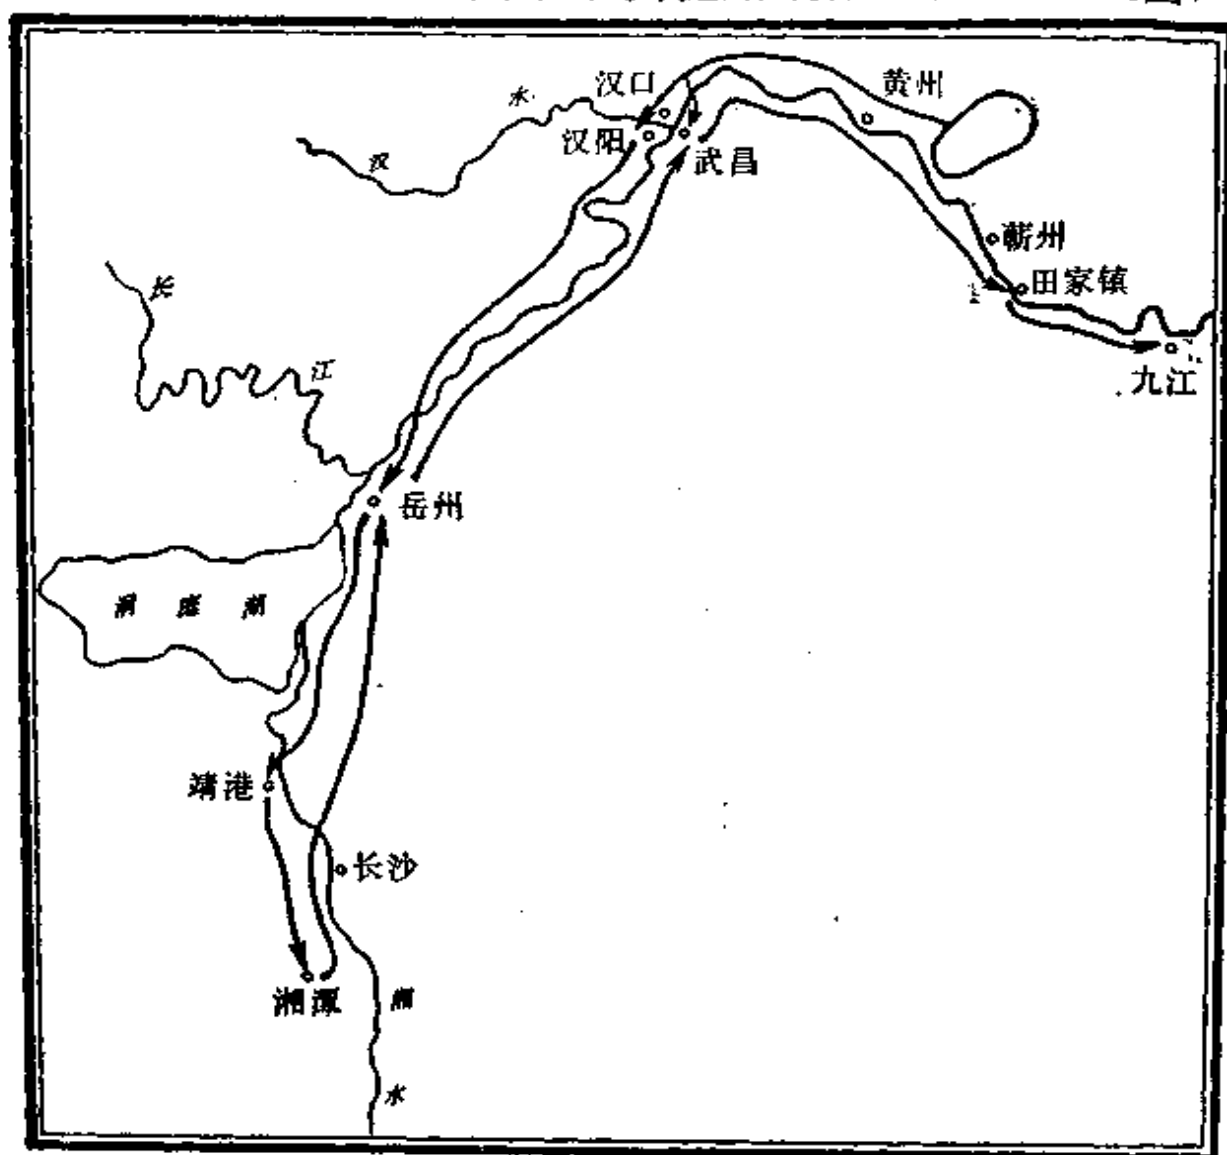 汉口
黄州
水
汉阳
武昌
汉
蕲州
长
田家镇
江
九江
岳州
洞庭湖
靖港
长沙
湘潭
湘
水